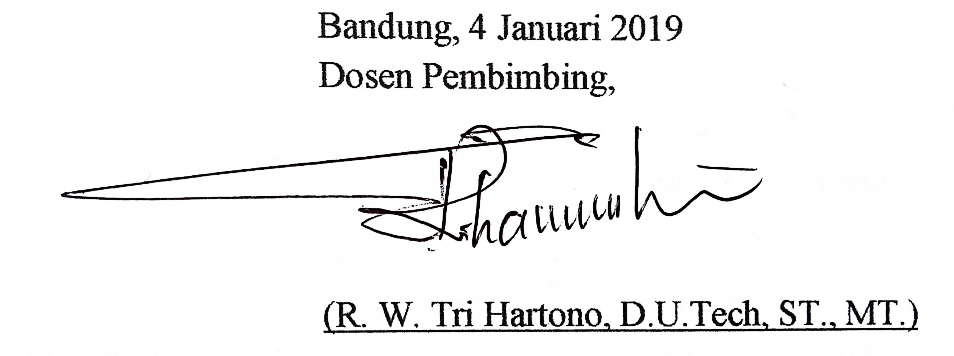 Bandung, 4 Januari 2019
Dosen Pembimbing,
(R. W. Tri Hartono, D.U.Tech, ST., MT.)